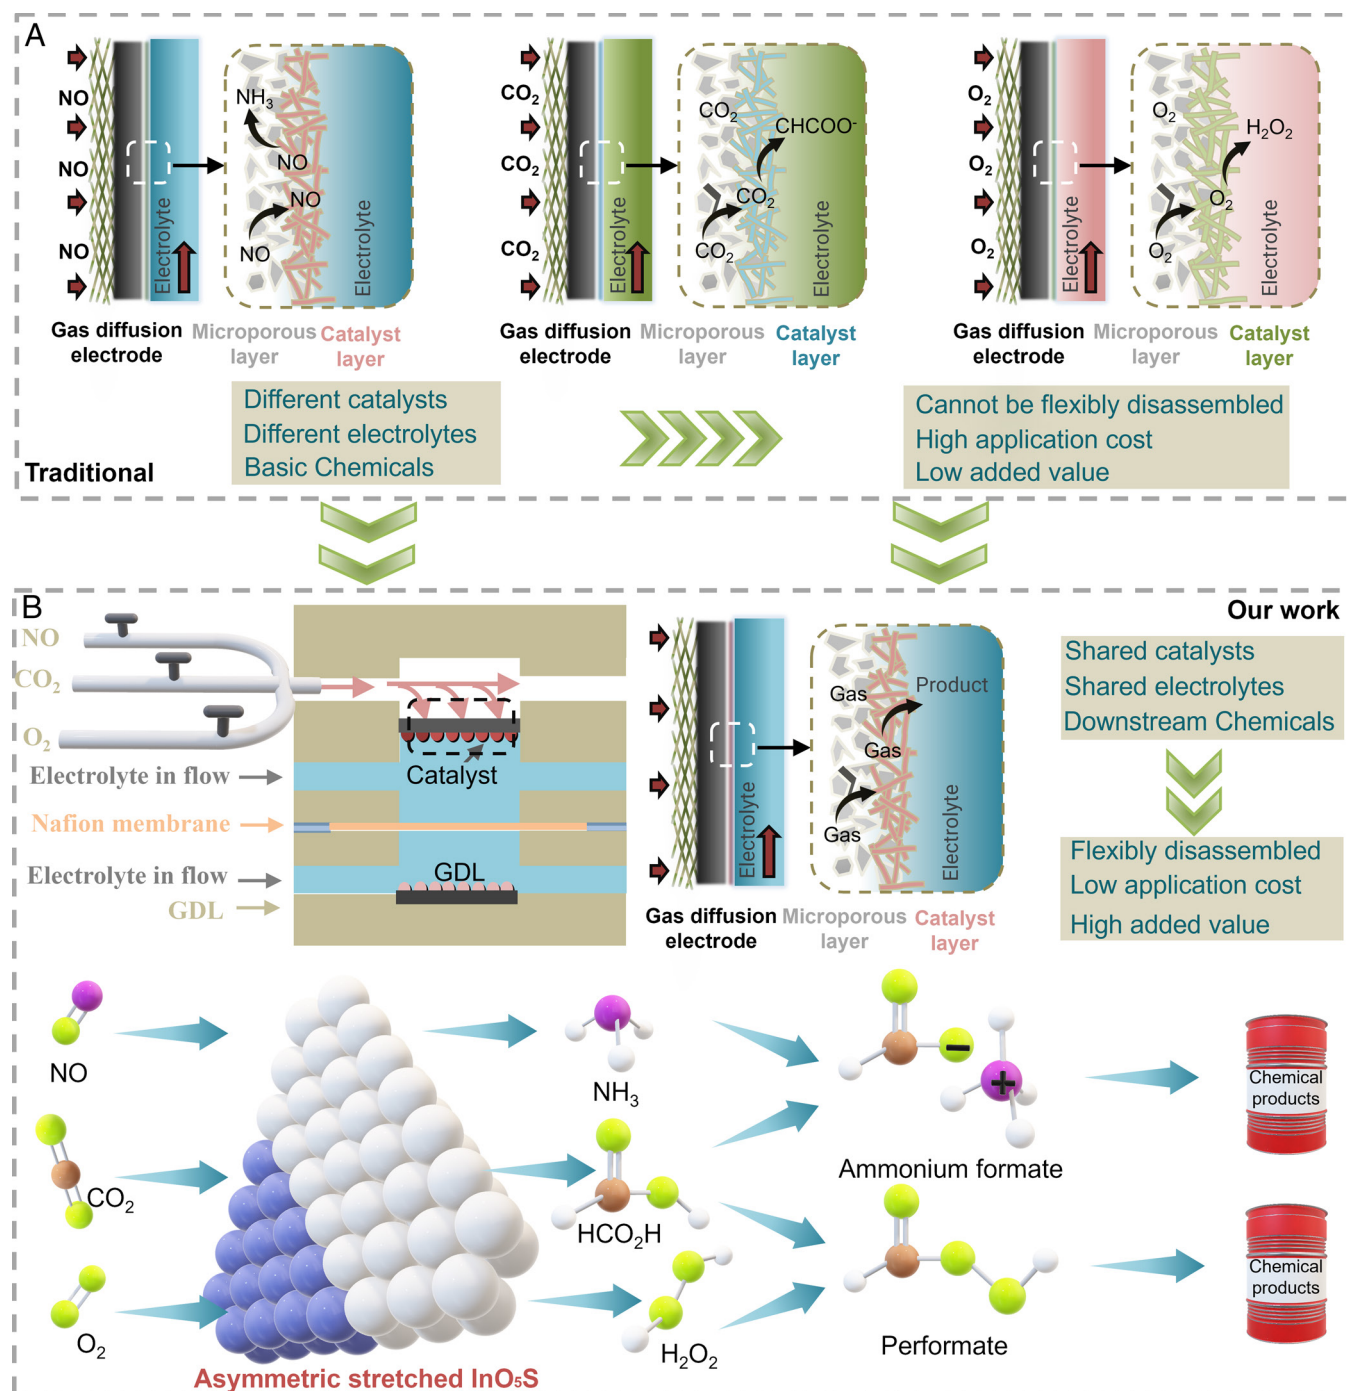 A
NO
NO
NO
Electrolyte
NH3
NO
NO
NO
Electrolyte
Gas diffusion
electrode
Microporous
layer
Catalyst
layer
CO2
CO2
CO2
Electrolyte
CO2
CHCOO-
CO2
CO2
Electrolyte
Gas diffusion
electrode
Microporous
layer
Catalyst
layer
O2
O2
O2
Electrolyte
O2
H2O2
O2
O2
Electrolyte
Gas diffusion
electrode
Microporous
layer
Catalyst
layer
Different catalysts
Different electrolytes
Basic Chemicals
Cannot be flexibly disassembled
High application cost
Low added value
Traditional
B
Our work
NO
CO2
O2
Electrolyte in flow
Nafion membrane
Electrolyte in flow
GDL
Catalyst
GDL
Electrolyte
Gas
Product
Gas
Gas
Electrolyte
Gas diffusion
electrode
Microporous
layer
Catalyst
layer
Shared catalysts
Shared electrolytes
Downstream Chemicals
Flexibly disassembled
Low application cost
High added value
NO
NH3
CO2
HCO2H
O2
H2O2
Asymmetric stretched InO5S
−
+
Ammonium formate
Performate
Chemical
products
Chemical
products